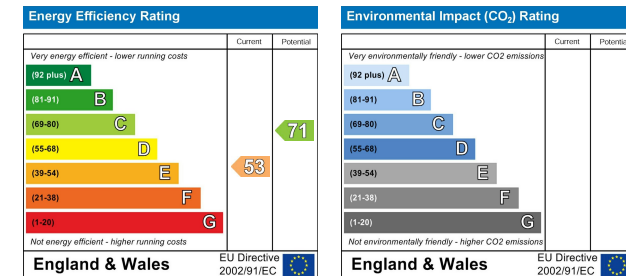 Energy Efficiency Rating
Current Potential
Very energy efficient - lower running costs
(92 plus) A
(81-91) B
(69-80) C
(55-68) D
(39-54) E
(21-38) F
(1-20) G
53
71
Not energy efficient - higher running costs
England & Wales
EU Directive
2002/91/EC
Environmental Impact (CO₂) Rating
Current Potential
Very environmentally friendly - lower CO2 emissions
(92 plus) A
(81-91) B
(69-80) C
(55-68) D
(39-54) E
(21-38) F
(1-20) G
Not environmentally friendly - higher CO2 emissions
England & Wales
EU Directive
2002/91/EC